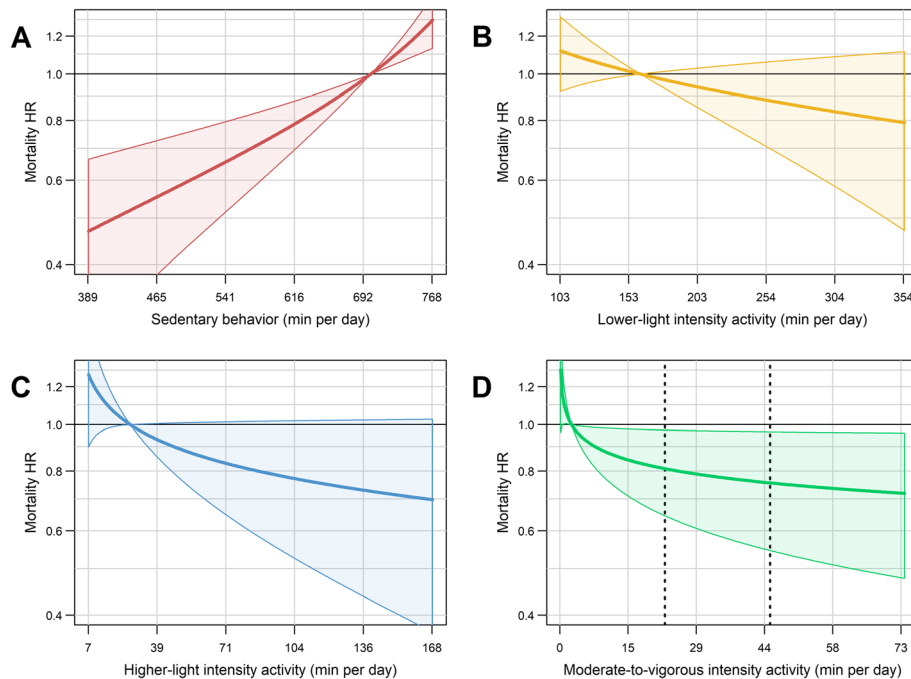 A
Mortality HR
1.2
1.0
0.8
0.6
0.4
389 465 541 616 692 768
Sedentary behavior (min per day)
B
Mortality HR
1.2
1.0
0.8
0.6
0.4
103 153 203 254 304 354
Lower-light intensity activity (min per day)
C
Mortality HR
1.2
1.0
0.8
0.6
0.4
7 39 71 104 136 168
Higher-light intensity activity (min per day)
D
Mortality HR
1.2
1.0
0.8
0.6
0.4
0 15 29 44 58 73
Moderate-to-vigorous intensity activity (min per day)